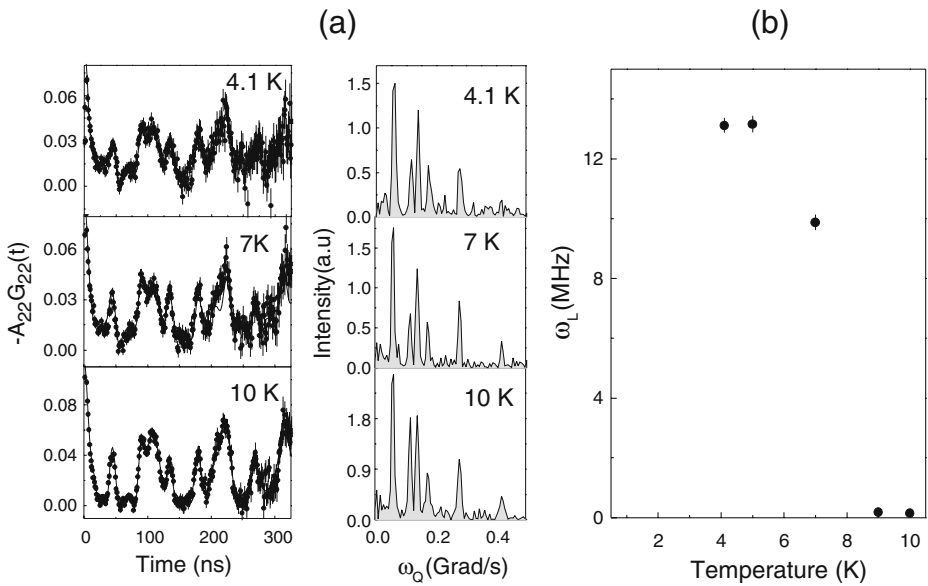 (a)
(b)
-A22G22(t)
0.06
0.03
0.00
4.1 K
0.06
0.03
0.00
7K
0.08
0.04
0.00
10 K
0 100 200 300
Time (ns)
Intensity(a.u)
1.5
1.0
0.5
0.0
4.1 K
1.5
1.0
0.5
0.0
7 K
1.8
0.9
0.0
10 K
0.0 0.2 0.4
ωQ(Grad/s)
ωL(MHz)
12
8
4
0
2 4 6 8 10
Temperature (K)